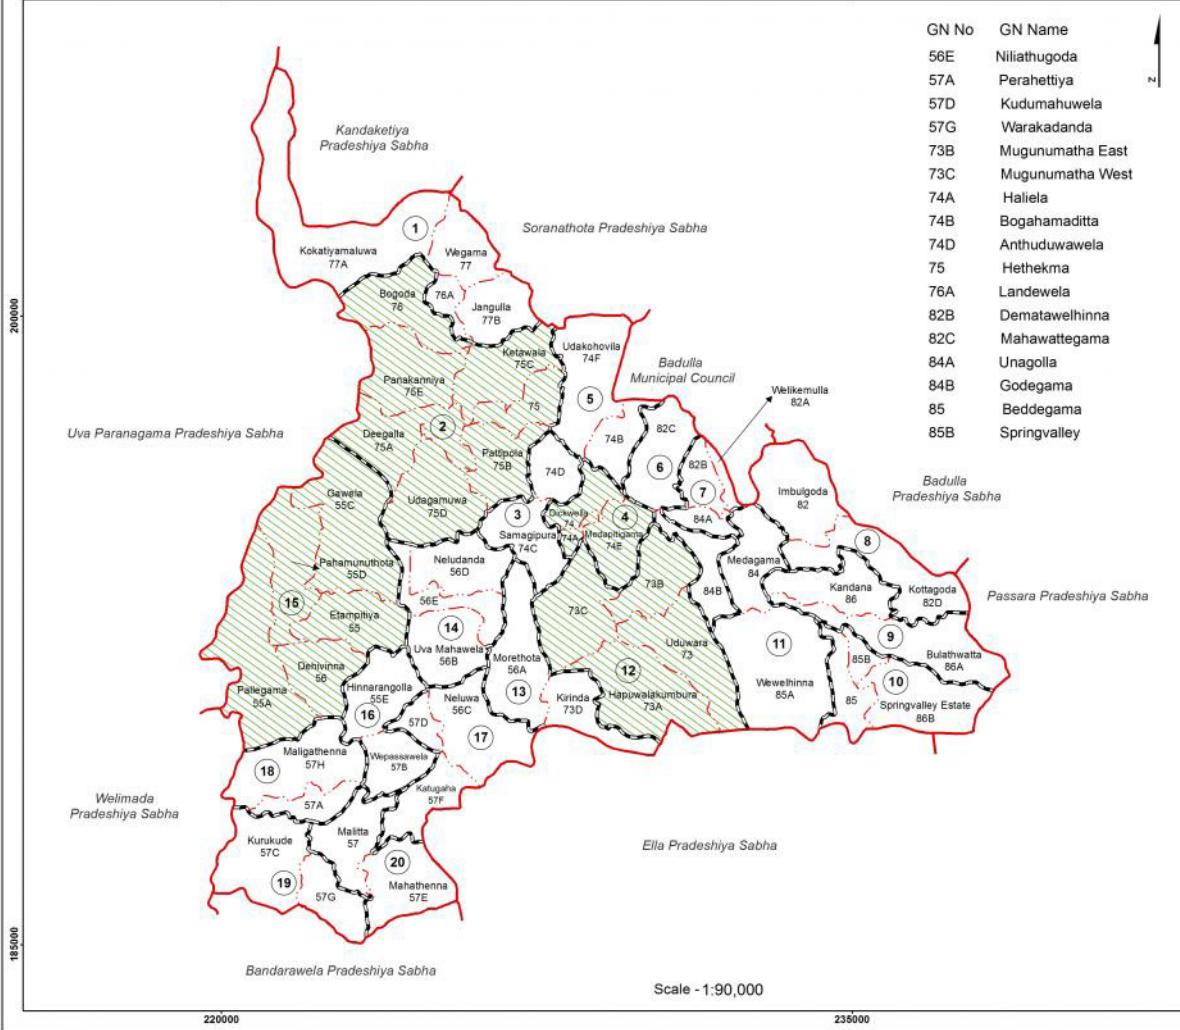 GN No GN Name
56E Niliathugoda
57A Perahettiya
57D Kudumahuwela
57G Warakadanda
73B Mugunumatha East
73C Mugunumatha West
74A Haliela
74B Bogahamaditta
74D Anthuduwawela
75 Hethekma
76A Landewela
82B Dematawelhinna
82C Mahawattegama
84A Unagolla
84B Godegama
85 Beddegama
85B Springvalley
N
Kandaketiya
Pradeshiya Sabha
Soranathota Pradeshiya Sabha
1
Kokatiyamaluwa
77A
Wegama
77
Bogoda
76
76A
Jangulla
77B
200000
Ketawala
75C
Udakohovila
74F
Badulla
Municipal Council
Welikemulla
82A
Panakanniya
75E
75
5
Uva Paranagama Pradeshiya Sabha
Deegalla
75A
2
Pattipola
75B
74B
82C
6
82B
7
84A
74D
Badulla
Pradeshiya Sabha
Imbulgoda
82
Gawela
55C
Udagamuwa
75D
3
Samagipura
74C
Dickwella
74
74A
4
Medapitigama
74E
8
Pahamunuthota
55D
Neludanda
56D
56E
73B
73C
84B
Medagama
84
Kandana
86
Kottagoda
82D
Passara Pradeshiya Sabha
15
Etampitiya
55
14
Uva Mahawela
56B
Uduwara
73
11
9
Bulathwatta
86A
85B
10
Dehivinna
56
Morethota
56A
13
12
Hapuwalakumbura
73A
Wewelhinna
85A
85
Springvalley Estate
86B
Pallegama
55A
Hinnarangolla
55E
16
Neluwa
56C
Kirinda
73D
57D
17
Maligathenna
57H
18
Wepassawela
57B
57A
Katugaha
57F
Welimada
Pradeshiya Sabha
Kurukude
57C
Malitta
57
Ella Pradeshiya Sabha
19
57G
20
Mahathenna
57E
185000
Bandarawela Pradeshiya Sabha
Scale - 1:90,000
220000 235000